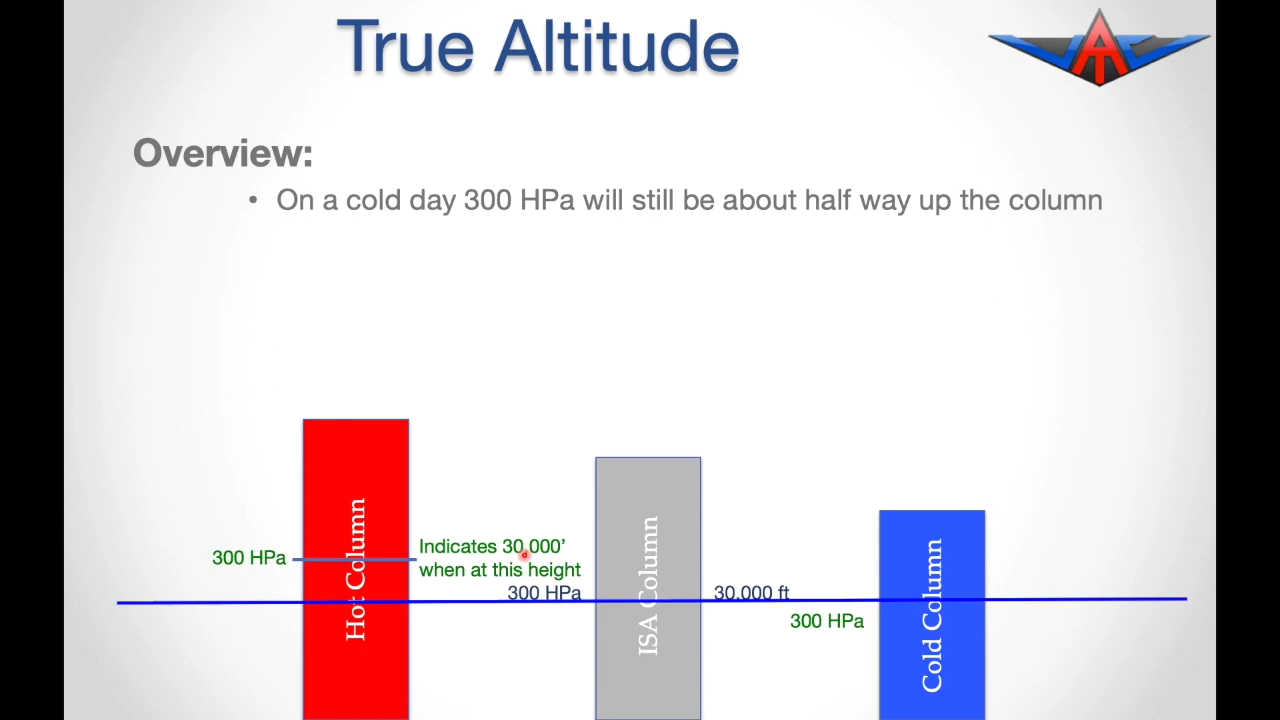 True Altitude
Overview:
• On a cold day 300 HPa will still be about half way up the column
300 HPa
Indicates 30,000’
when at this height
300 HPa
30,000 ft
300 HPa
Hot Column
ISA Column
Cold Column